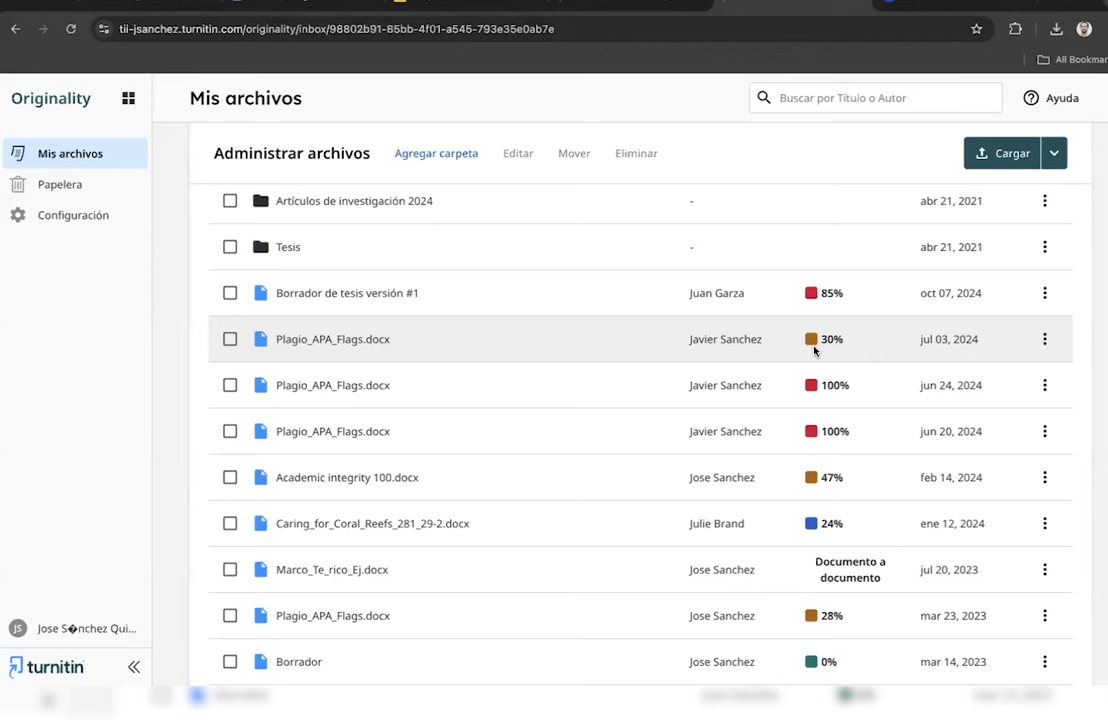 tii-jsanchez.turnitin.com/originality/inbox/98802b91-85bb-4f01-a545-793e35e0ab7e
All Bookmar
Originality
Mis archivos
Buscar por Título o Autor
Ayuda
Mis archivos
Papelera
Configuración
Administrar archivos Agregar carpeta Editar Mover Eliminar Cargar
Artículos de investigación 2024 - abr 21, 2021
Tesis - abr 21, 2021
Borrador de tesis versión #1 Juan Garza 85% oct 07, 2024
Plagio_APA_Flags.docx Javier Sanchez 30% jul 03, 2024
Plagio_APA_Flags.docx Javier Sanchez 100% jun 24, 2024
Plagio_APA_Flags.docx Javier Sanchez 100% jun 20, 2024
Academic integrity 100.docx Jose Sanchez 47% feb 14, 2024
Caring_for_Coral_Reefs_281_29-2.docx Julie Brand 24% ene 12, 2024
Marco_Te_rico_Ej.docx Jose Sanchez Documento a jul 20, 2023
documento
Plagio_APA_Flags.docx Jose Sanchez 28% mar 23, 2023
Borrador Jose Sanchez 0% mar 14, 2023
JS Jose S�nchez Qui...
turnitin